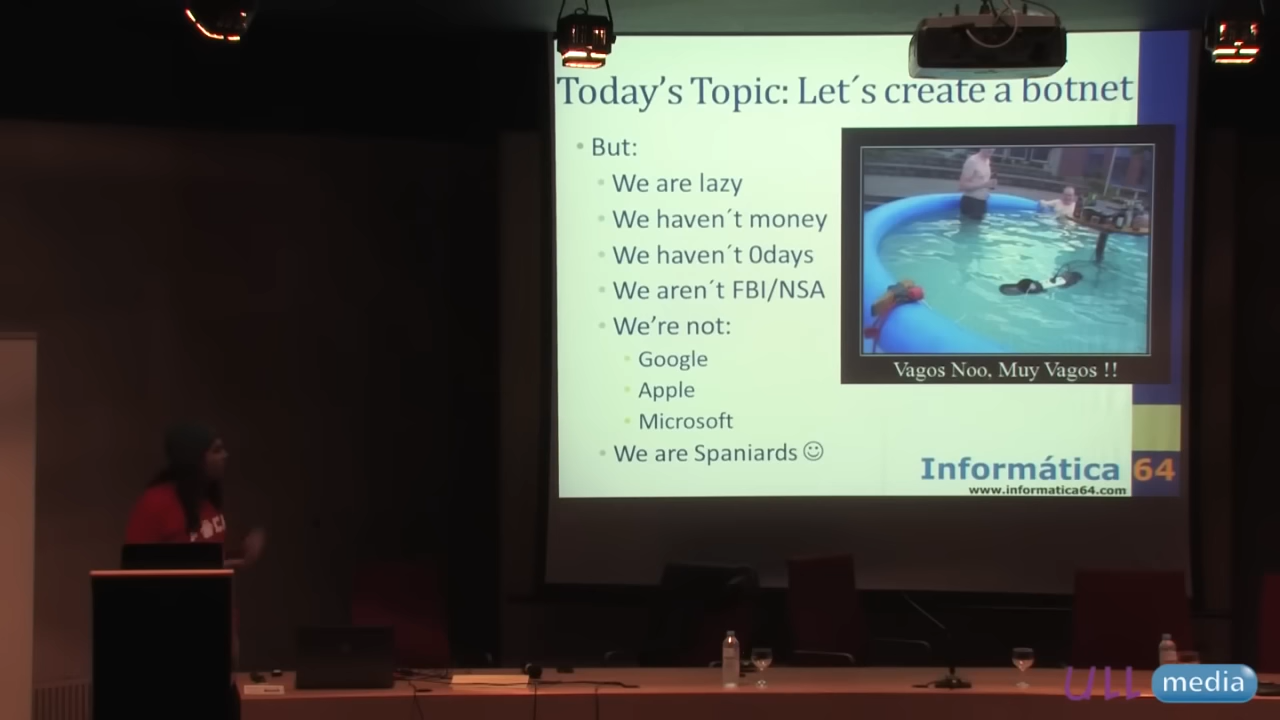 Today's Topic: Let´s create a botnet
• But:
• We are lazy
• We haven´t money
• We haven´t 0days
• We aren´t FBI/NSA
• We're not:
• Google
• Apple
• Microsoft
• We are Spaniards ☺
Vagos Noo, Muy Vagos !!
Informática 64
www.informatica64.com
ULL media